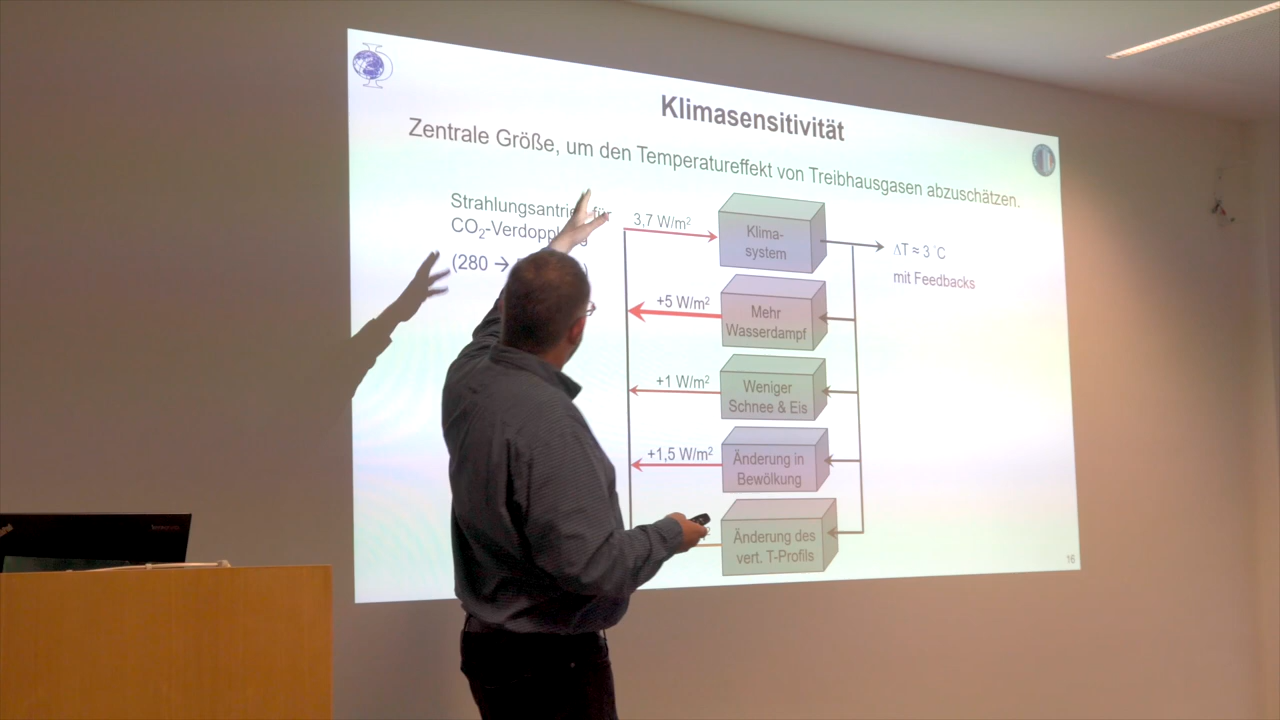 Klimasensitivität
Zentrale Größe, um den Temperatureffekt von Treibhausgasen abzuschätzen.
Strahlungsantrieb für
CO₂-Verdopplung
(280 →
3,7 W/m²
Klima-
system
ΔT ≈ 3 °C
mit Feedbacks
+5 W/m²
Mehr
Wasserdampf
+1 W/m²
Weniger
Schnee & Eis
+1,5 W/m²
Änderung in
Bewölkung
Änderung des
vert. T-Profils
16